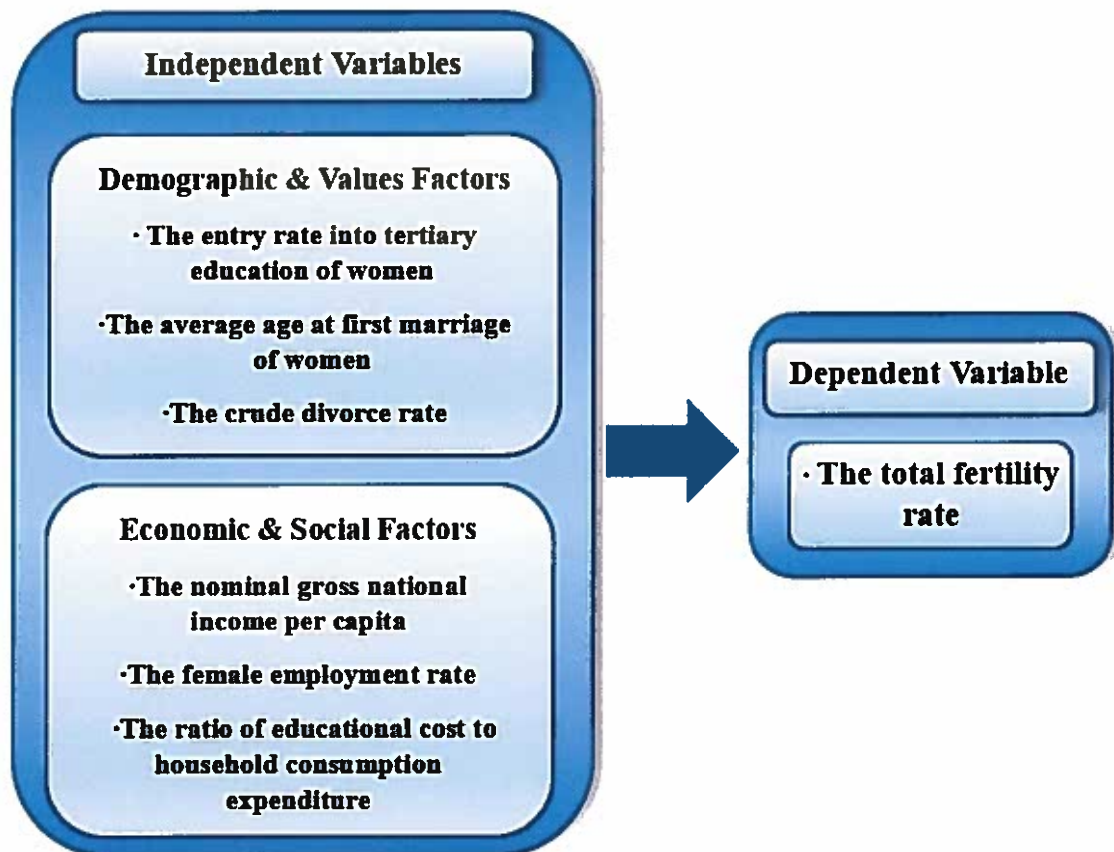 Independent Variables
Demographic & Values Factors
· The entry rate into tertiary
education of women
·The average age at first marriage
of women
·The crude divorce rate
Economic & Social Factors
·The nominal gross national
income per capita
·The female employment rate
·The ratio of educational cost to
household consumption
expenditure
Dependent Variable
· The total fertility
rate